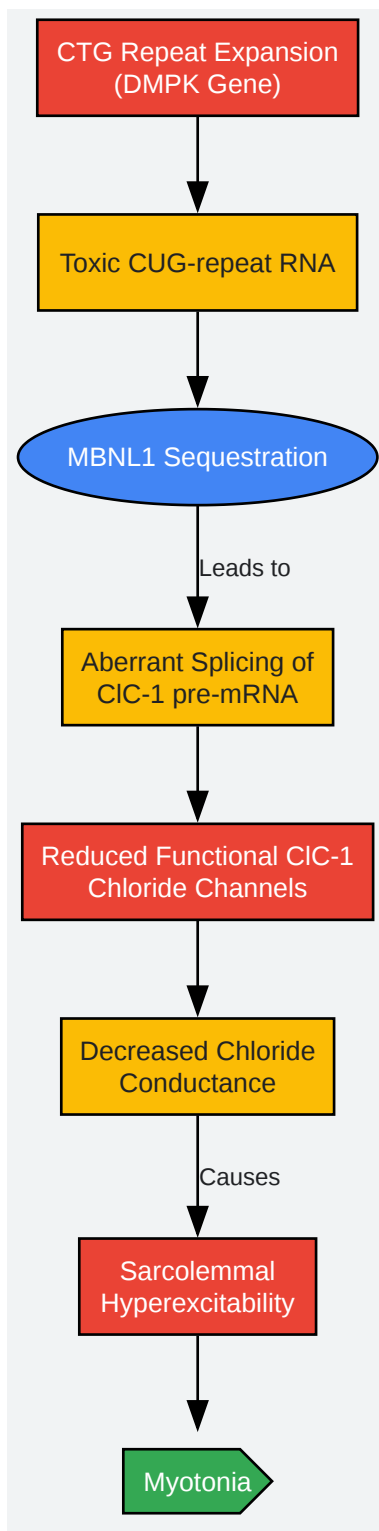 CTG Repeat Expansion
(DMPK Gene)
Toxic CUG-repeat RNA
MBNL1 Sequestration
Leads to
Aberrant Splicing of
ClC-1 pre-mRNA
Reduced Functional ClC-1
Chloride Channels
Decreased Chloride
Conductance
Causes
Sarcolemmal
Hyperexcitability
Myotonia